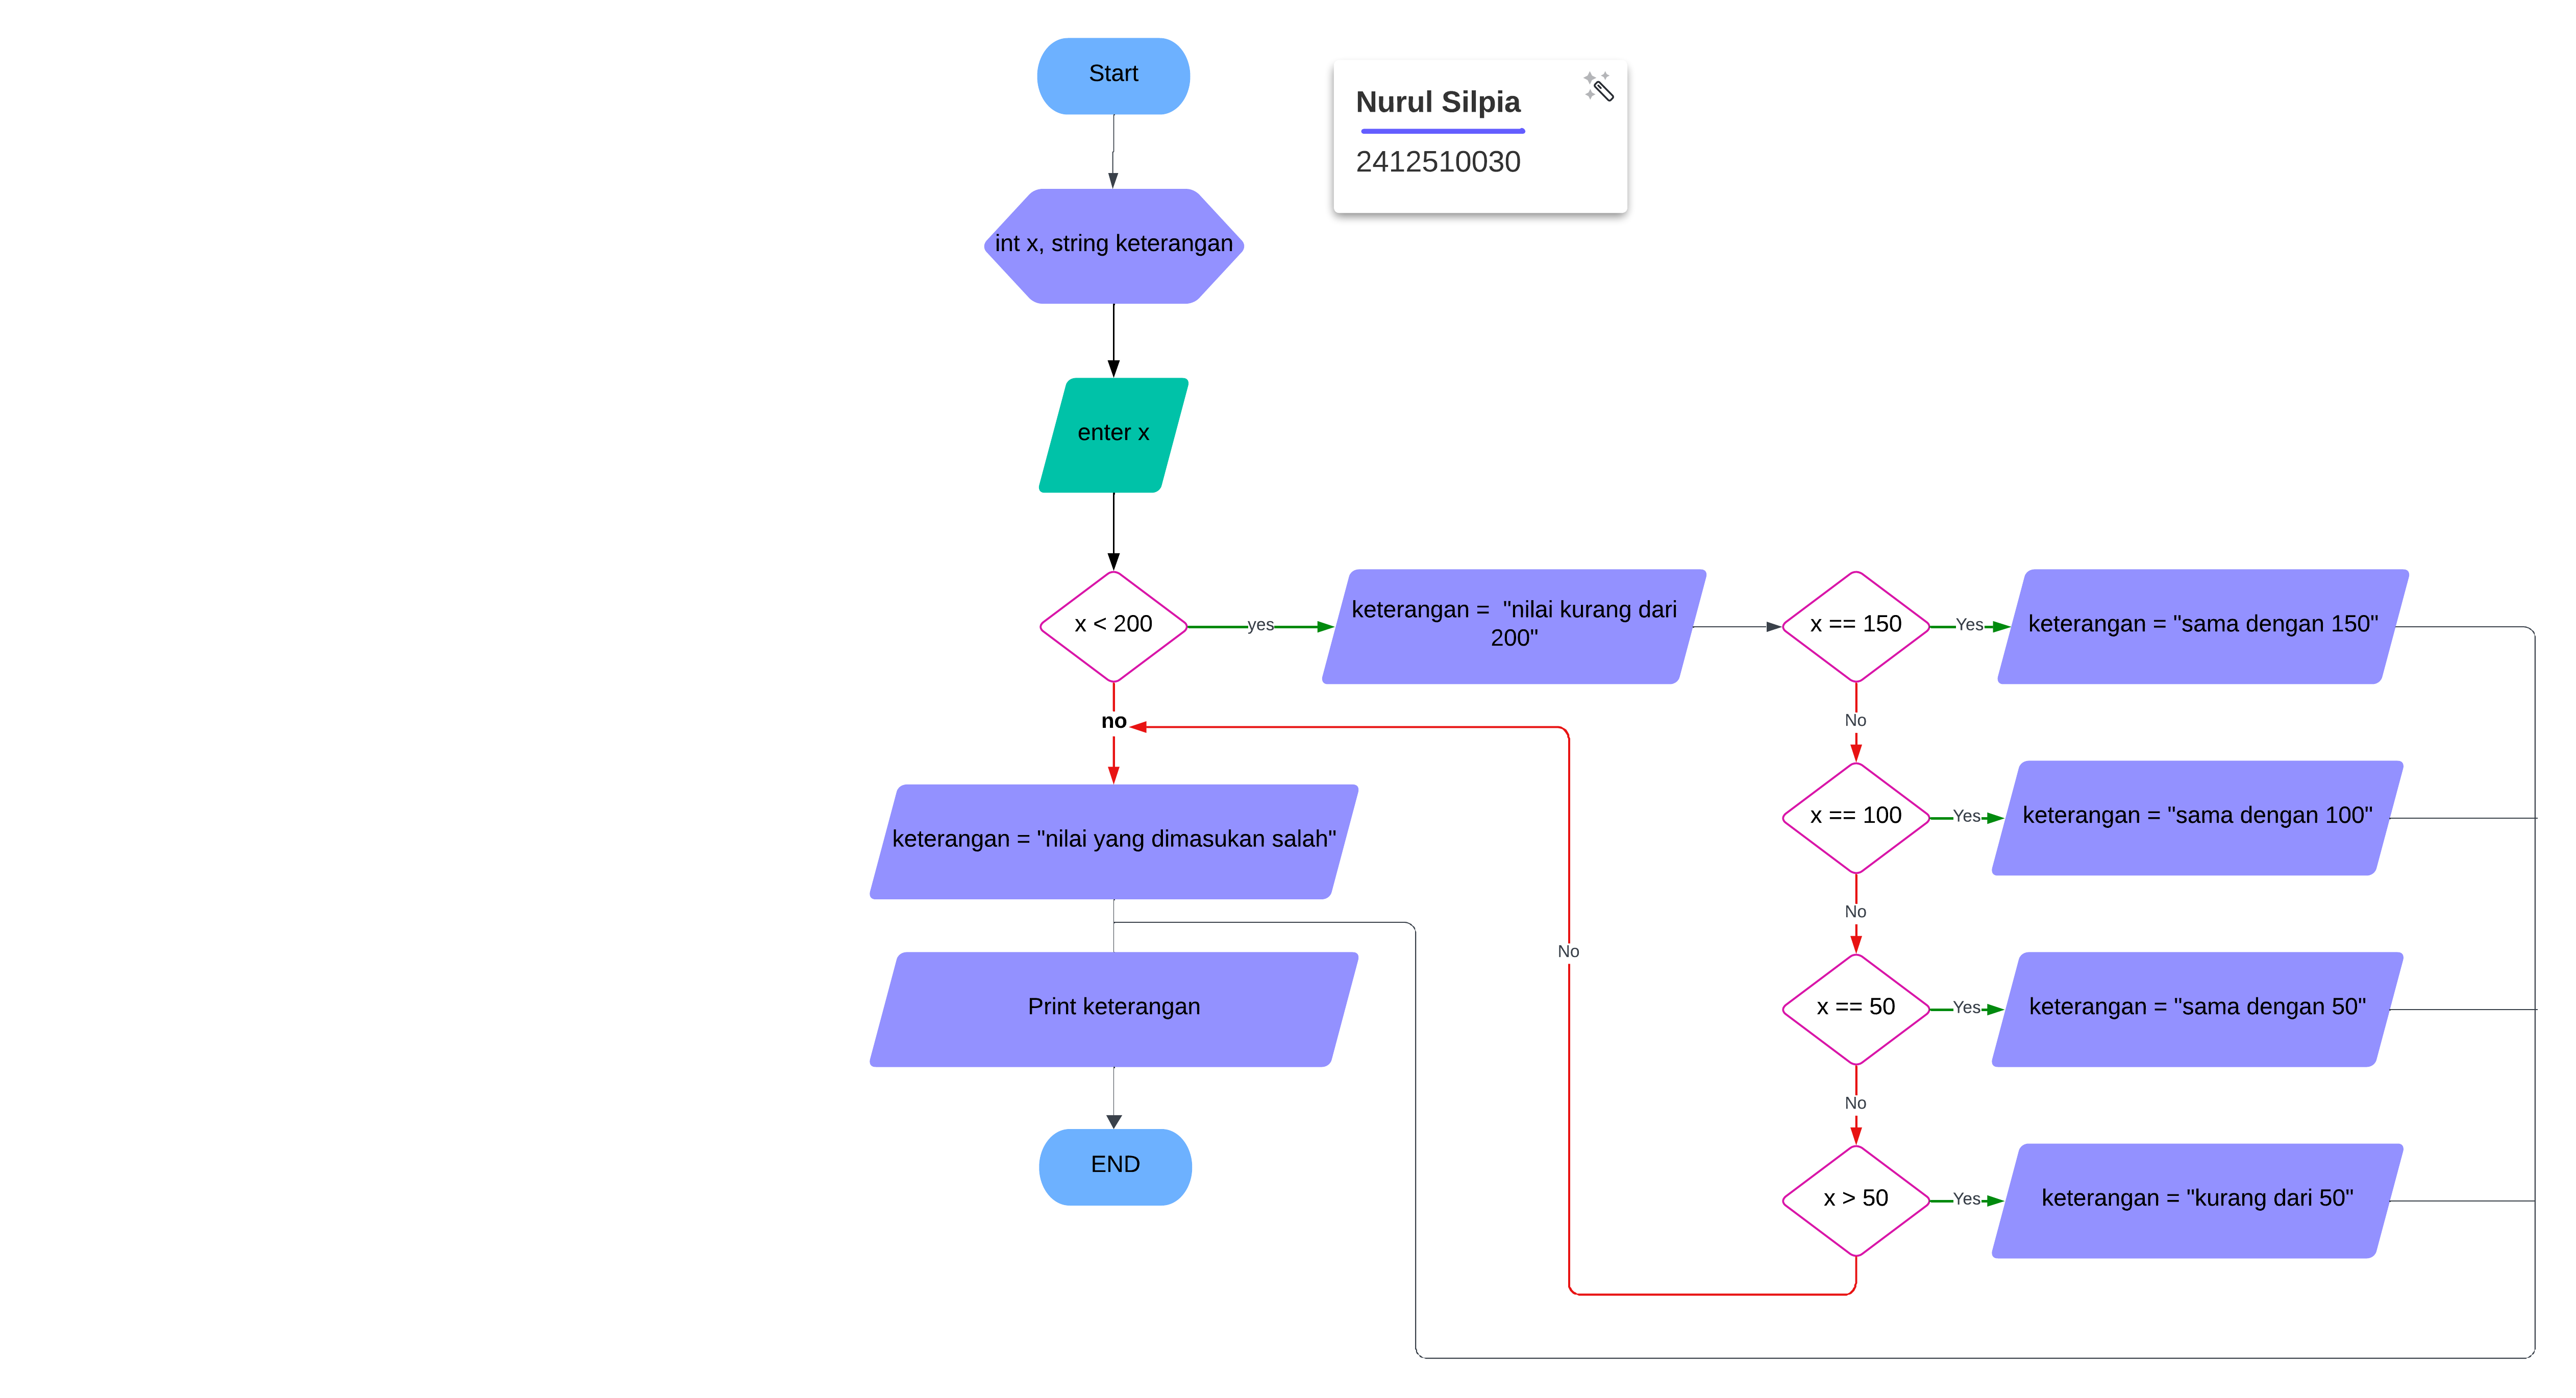 Start
Nurul Silpia
2412510030
int x, string keterangan
enter x
x < 200
yes
keterangan =  "nilai kurang dari
200"
x == 150
Yes
keterangan = "sama dengan 150"
no
No
x == 100
Yes
keterangan = "sama dengan 100"
keterangan = "nilai yang dimasukan salah"
No
No
x == 50
Yes
keterangan = "sama dengan 50"
Print keterangan
No
x > 50
Yes
keterangan = "kurang dari 50"
END